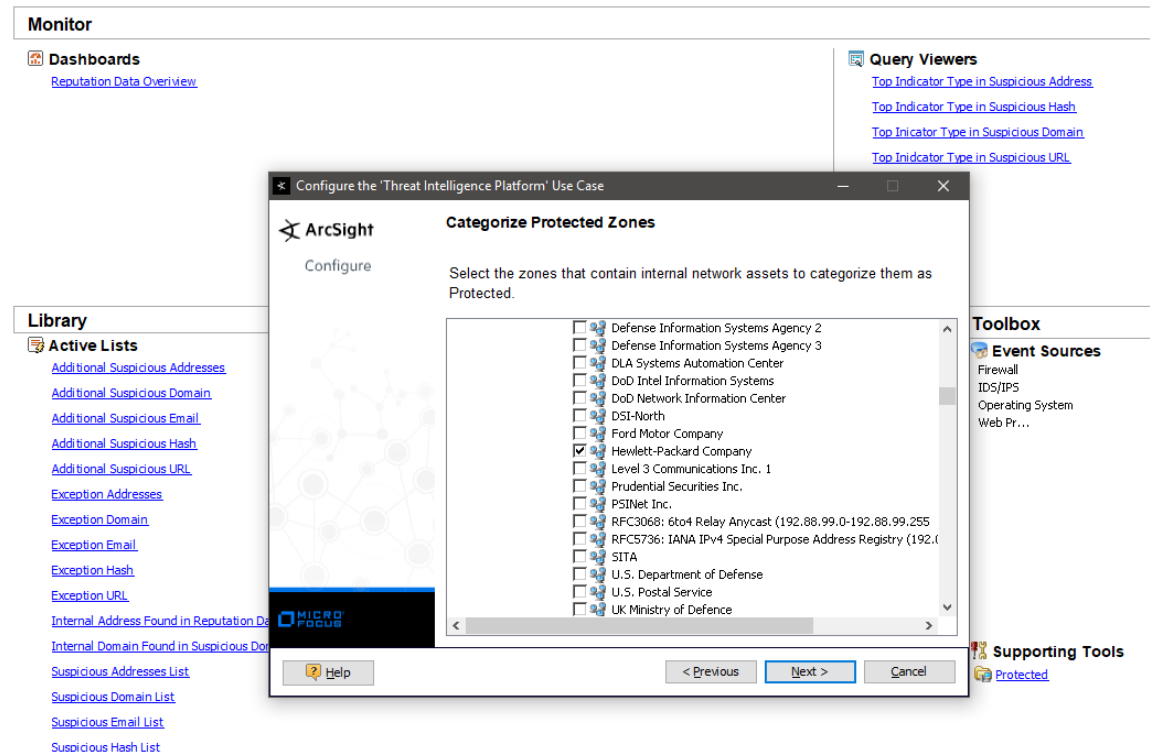 Monitor
Dashboards
Reputation Data Overiview
Query Viewers
Top Indicator Type in Suspicious Address
Top Indicator Type in Suspicious Hash
Top Inicator Type in Suspicious Domain
Top Inidcator Type in Suspicious URL
Configure the 'Threat Intelligence Platform' Use Case
ArcSight
Configure
Categorize Protected Zones
Select the zones that contain internal network assets to categorize them as
Protected.
Defense Information Systems Agency 2
Defense Information Systems Agency 3
DLA Systems Automation Center
DoD Intel Information Systems
DoD Network Information Center
DSI-North
Ford Motor Company
Hewlett-Packard Company
Level 3 Communications Inc. 1
Prudential Securities Inc.
PSINet Inc.
RFC3068: 6to4 Relay Anycast (192.88.99.0-192.88.99.255
RFC5736: IANA IPv4 Special Purpose Address Registry (192.0
SITA
U.S. Department of Defense
U.S. Postal Service
UK Ministry of Defence
MICRO
FOCUS
Help
< Previous
Next >
Cancel
Library
Active Lists
Additional Suspicious Addresses
Additional Suspicious Domain
Additional Suspicious Email
Additional Suspicious Hash
Additional Suspicious URL
Exception Addresses
Exception Domain
Exception Email
Exception Hash
Exception URL
Internal Address Found in Reputation Da
Internal Domain Found in Suspicious Do
Suspicious Addresses List
Suspicious Domain List
Suspicious Email List
Suspicious Hash List
Toolbox
Event Sources
Firewall
IDS/IPS
Operating System
Web Pr...
Supporting Tools
Protected